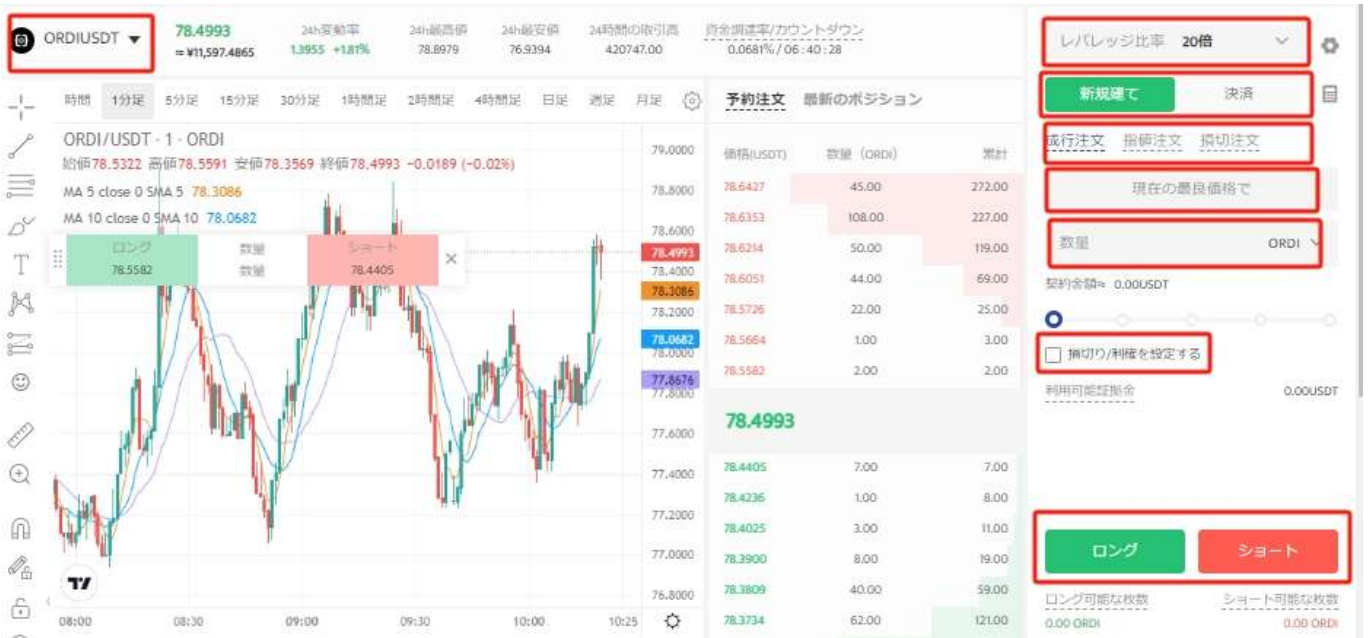 ORDIUSDT
78.4993
≈ ¥11,597.4865
24h変動率
1.3955 +1.81%
24h最高値
78.8979
24h最安値
76.9394
24時間の取引高
420747.00
資金調達率/カウントダウン
0.0681% / 06:40:28
時間 1分足 5分足 15分足 30分足 1時間足 2時間足 4時間足 日足 週足 月足
ORDI/USDT · 1 · ORDI
始値78.5322 高値78.5591 安値78.3569 終値78.4993 −0.0189 (−0.02%)
MA 5 close 0 SMA 5 78.3086
MA 10 close 0 SMA 10 78.0682
ロング 数量 ショート
78.5582 数量 78.4405
79.0000
78.8000
78.6000
78.4993
78.4000
78.3086
78.2000
78.0682
78.0000
77.8676
77.8000
77.6000
77.4000
77.2000
77.0000
76.8000
08:00 08:30 09:00 09:30 10:00 10:25
予約注文 最新のポジション
価格(USDT) 数量 (ORDI) 累計
78.6427 45.00 272.00
78.6353 108.00 227.00
78.6214 50.00 119.00
78.6051 44.00 69.00
78.5726 22.00 25.00
78.5664 1.00 3.00
78.5582 2.00 2.00
78.4993
78.4405 7.00 7.00
78.4236 1.00 8.00
78.4025 3.00 11.00
78.3900 8.00 19.00
78.3809 40.00 59.00
78.3734 62.00 121.00
レバレッジ比率 20倍
新規建て 決済
成行注文 指値注文 損切注文
現在の最良価格で
数量 ORDI
契約金額≈ 0.00USDT
損切り/利権を設定する
利用可能証拠金 0.00USDT
ロング ショート
ロング可能な枚数 ショート可能な枚数
0.00 ORDI 0.00 ORDI